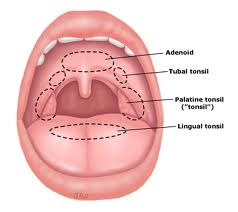 Adenoid
Tubal tonsil
Palatine tonsil
("tonsil")
Lingual tonsil